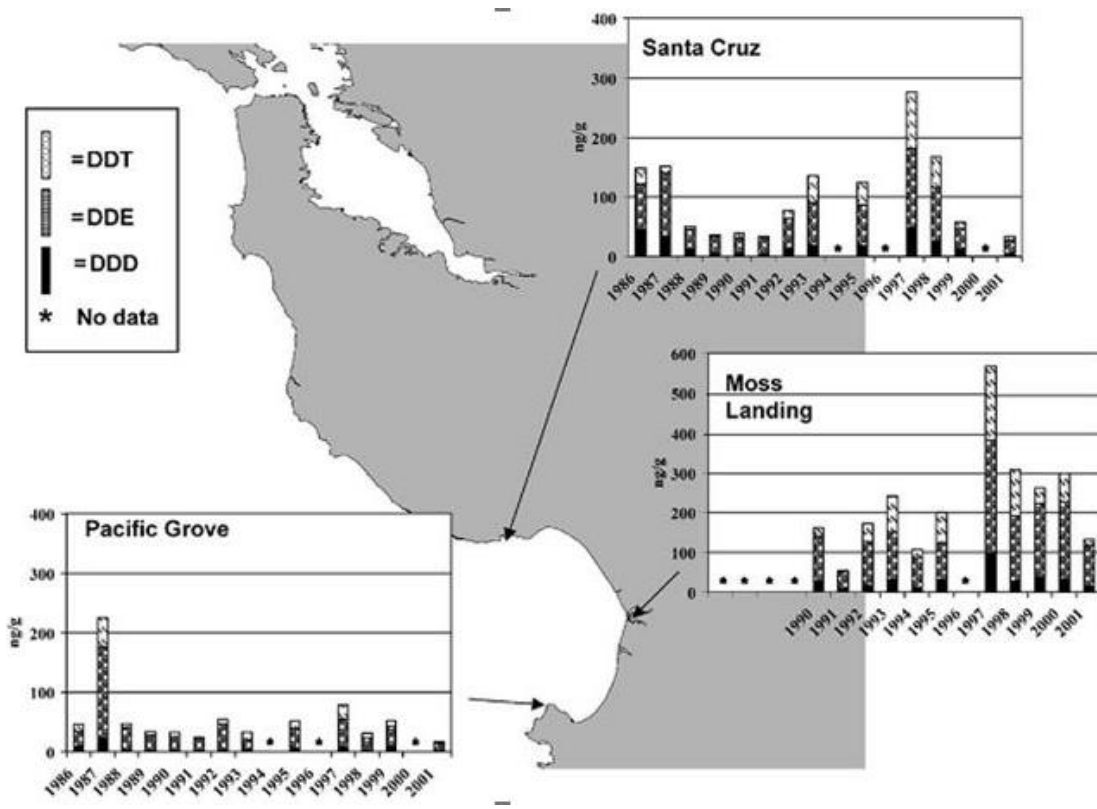 =DDT
=DDE
=DDD
* No data
Santa Cruz
400
300
200
100
0
ng/g
* * *
1986 1987 1988 1989 1990 1991 1992 1993 1994 1995 1996 1997 1998 1999 2000 2001
Moss
Landing
600
500
400
300
200
100
0
ng/g
* * * * *
1990 1991 1992 1993 1994 1995 1996 1997 1998 1999 2000 2001
Pacific Grove
400
300
200
100
0
ng/g
* * *
1986 1987 1988 1989 1990 1991 1992 1993 1994 1995 1996 1997 1998 1999 2000 2001